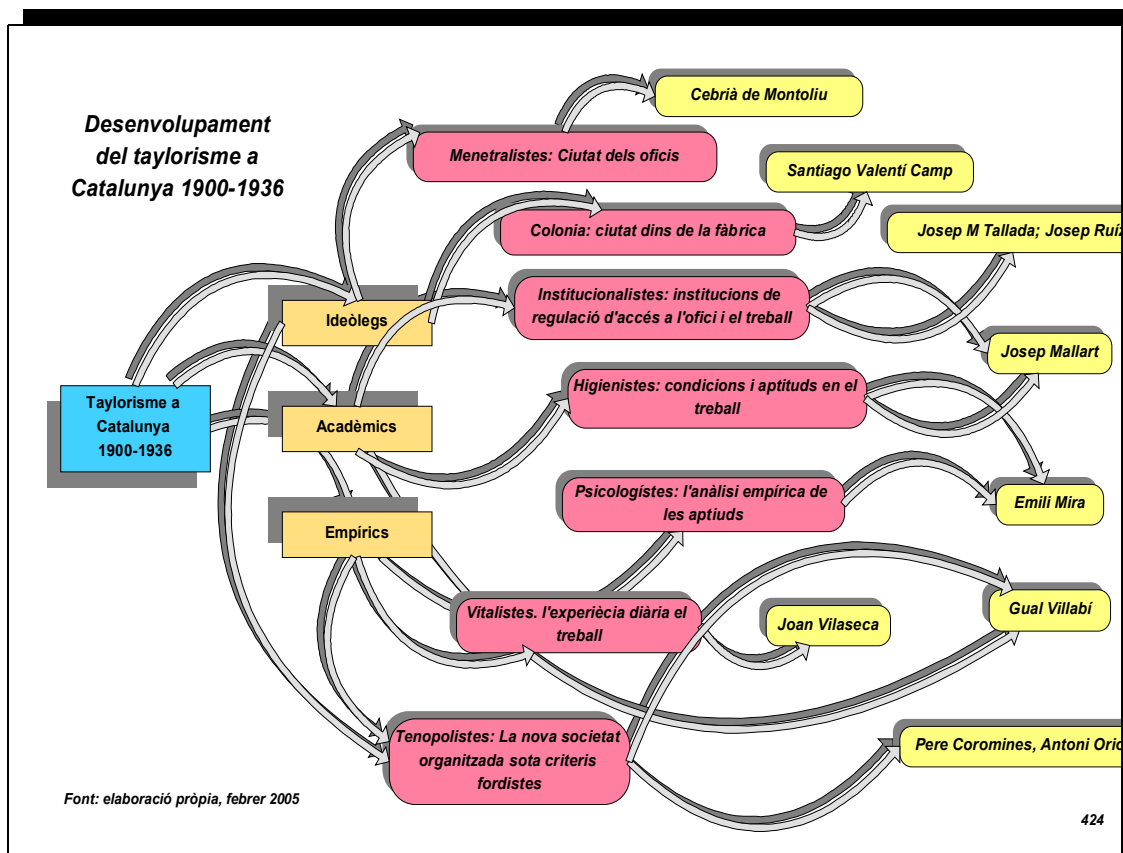 Desenvolupament
del taylorisme a
Catalunya 1900-1936
Cebrià de Montoliu
Menetralistes: Ciutat dels oficis
Santiago Valentí Camp
Colonia: ciutat dins de la fàbrica
Josep M Tallada; Josep Ruíz
Institucionalistes: institucions de
regulació d'accés a l'ofici i el treball
Ideòlegs
Josep Mallart
Higienistes: condicions i aptituds en el
treball
Taylorisme a
Catalunya
1900-1936
Acadèmics
Psicologístes: l'anàlisi empírica de
les aptiuds
Emili Mira
Empírics
Vitalistes. l'experiècia diària el
treball
Gual Villabí
Joan Vilaseca
Tenopolistes: La nova societat
organitzada sota criteris
fordistes
Pere Coromines, Antoni
Font: elaboració pròpia, febrer 2005
424